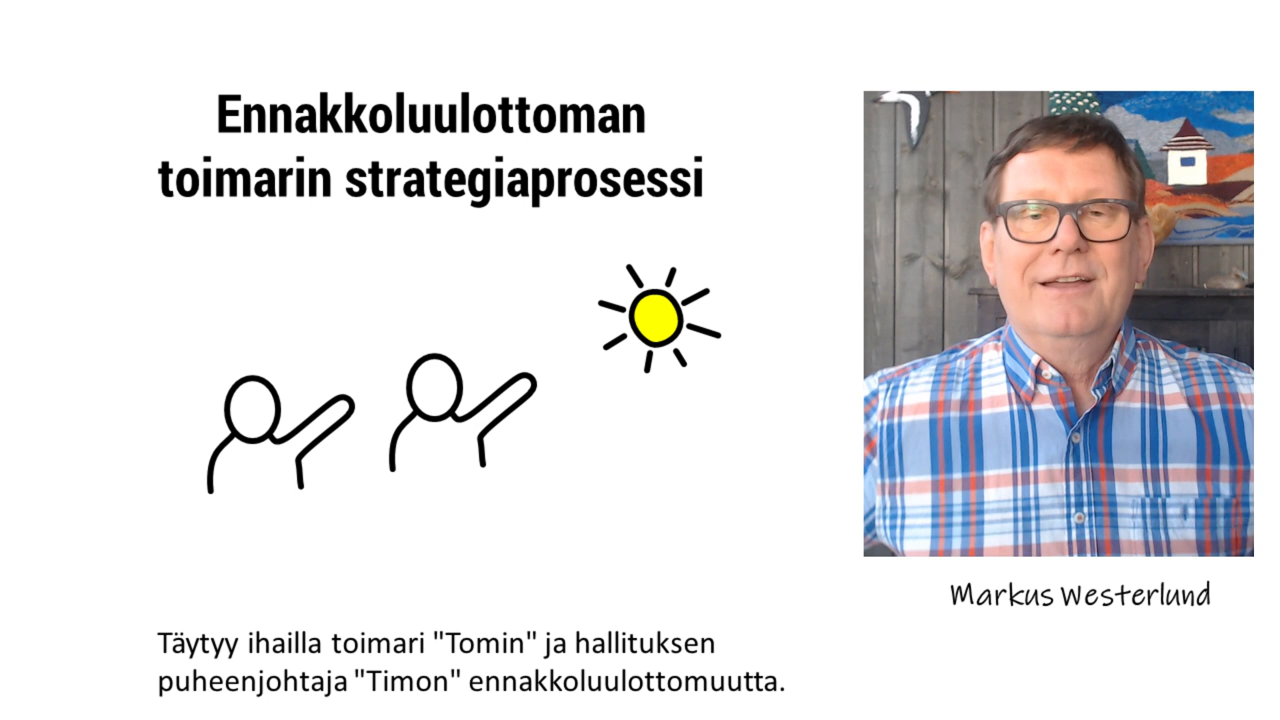 Ennakkoluulottoman
toimarin strategiaprosessi
Markus Westerlund
Täytyy ihailla toimari "Tomin" ja hallituksen
puheenjohtaja "Timon" ennakkoluulottomuutta.